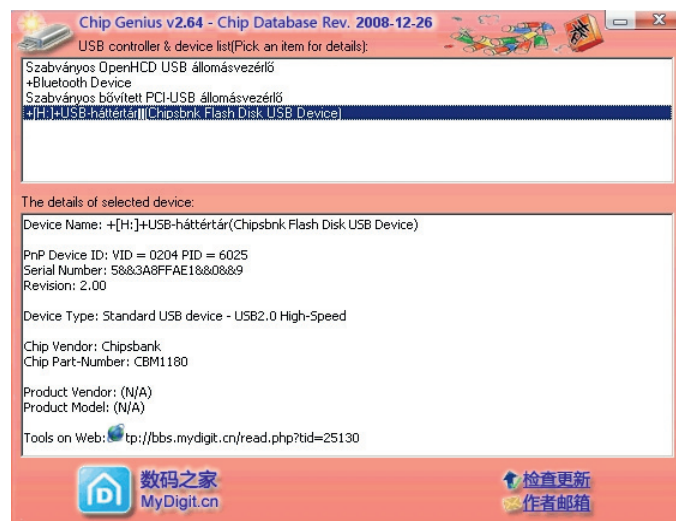 Chip Genius v2.64 - Chip Database Rev. 2008-12-26
USB controller & device list(Pick an item for details):
Szabványos OpenHCD USB állomásvezérlő
+Bluetooth Device
Szabványos bővített PCI-USB állomásvezérlő
+[H:]+USB-háttértár(Chipsbnk Flash Disk USB Device)
The details of selected device:
Device Name: +[H:]+USB-háttértár(Chipsbnk Flash Disk USB Device)
PnP Device ID: VID = 0204 PID = 6025
Serial Number: 5&&3A8FFAE1&&0&&9
Revision: 2.00
Device Type: Standard USB device - USB2.0 High-Speed
Chip Vendor: Chipsbank
Chip Part-Number: CBM1180
Product Vendor: (N/A)
Product Model: (N/A)
Tools on Web: tp://bbs.mydigit.cn/read.php?tid=25130
数码之家
MyDigit.cn
检查更新
作者邮箱